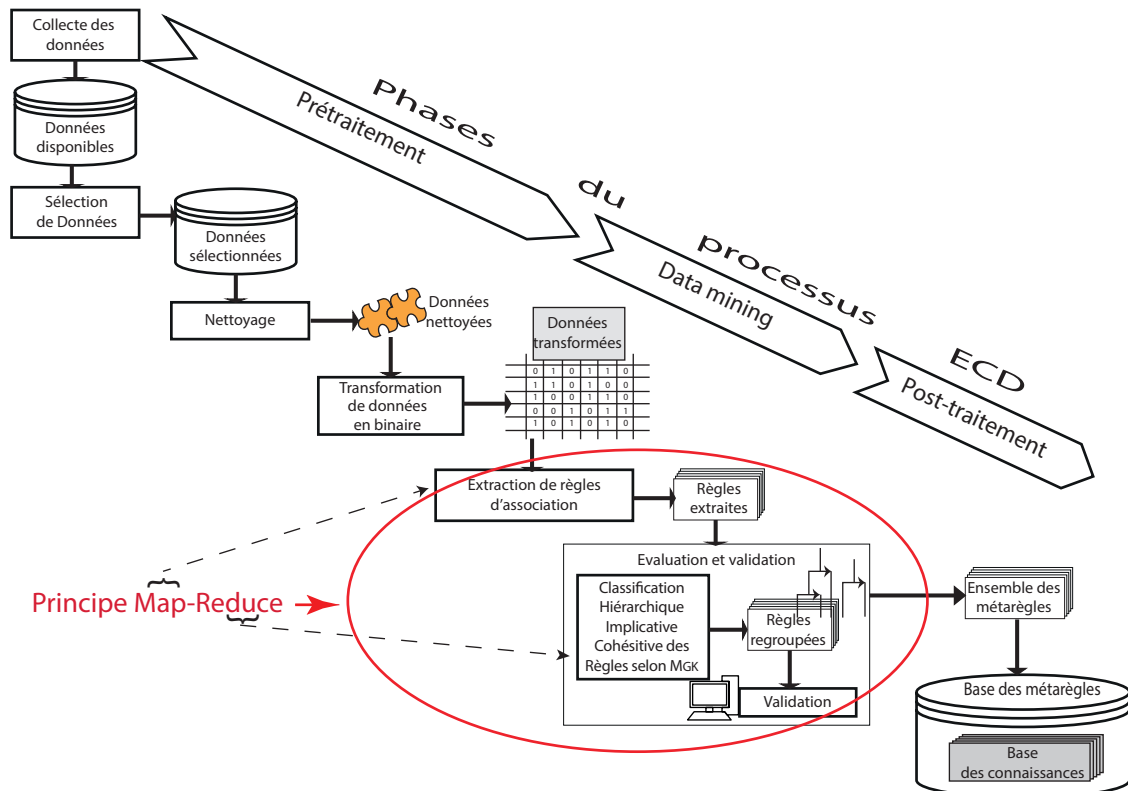 Collecte des
données
Phases
du
processus
ECD
Prétraitement
Data mining
Post-traitement
Données
disponibles
Sélection
de Données
Données
sélectionnées
Nettoyage
Données
nettoyées
Données
transformées
Transformation
de données
en binaire
0 1 0 1 1 0
1 1 0 1 0 0
1 0 0 1 0 0
0 0 1 0 1 1
1 0 1 0 1 0
Extraction de règles
d'association
Règles
extraites
Evaluation et validation
Classification
Hiérarchique
Implicative
Cohésitive des
Règles selon MGK
Règles
regroupées
Validation
Principe Map-Reduce
Ensemble des
métarègles
Base des métarègles
Base
des connaissances